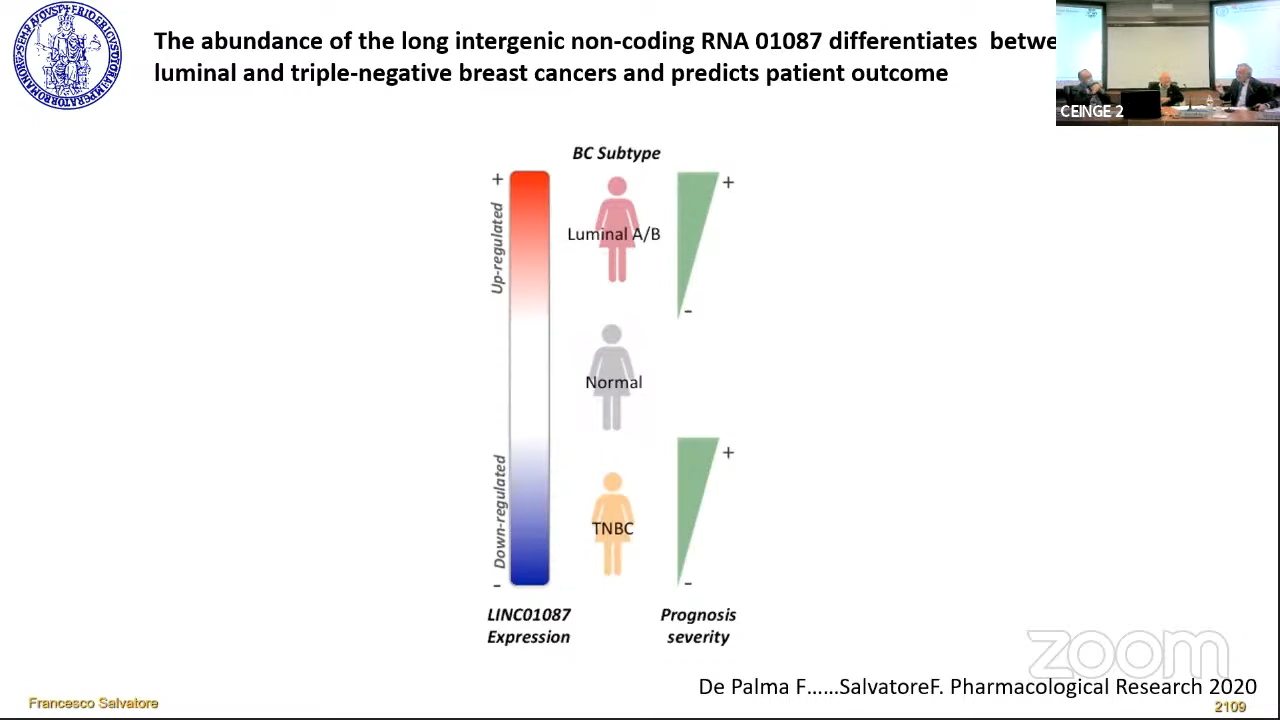 The abundance of the long intergenic non-coding RNA 01087 differentiates betwe
luminal and triple-negative breast cancers and predicts patient outcome
CEINGE 2
BC Subtype
+
Up-regulated
Luminal A/B
+
-
Normal
Down-regulated
-
TNBC
+
-
LINC01087
Expression
Prognosis
severity
zoom
De Palma F......SalvatoreF. Pharmacological Research 2020
Francesco Salvatore
2109